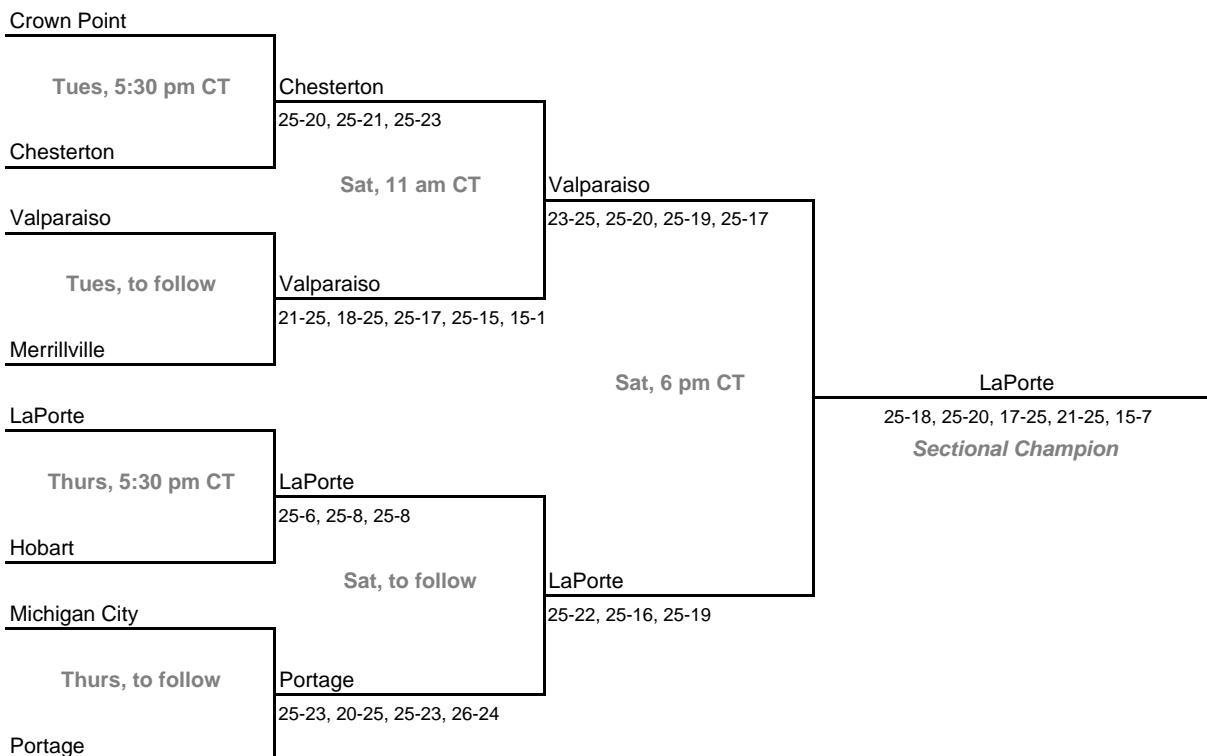 Crown Point
Tues, 5:30 pm CT
Chesterton
25-20, 25-21, 25-23
Chesterton
Sat, 11 am CT
Valparaiso
23-25, 25-20, 25-19, 25-17
Valparaiso
Tues, to follow
Valparaiso
21-25, 18-25, 25-17, 25-15, 15-1
Merrillville
Sat, 6 pm CT
LaPorte
25-18, 25-20, 17-25, 21-25, 15-7
Sectional Champion
LaPorte
Thurs, 5:30 pm CT
LaPorte
25-6, 25-8, 25-8
Hobart
Sat, to follow
LaPorte
25-22, 25-16, 25-19
Michigan City
Thurs, to follow
Portage
25-23, 20-25, 25-23, 26-24
Portage